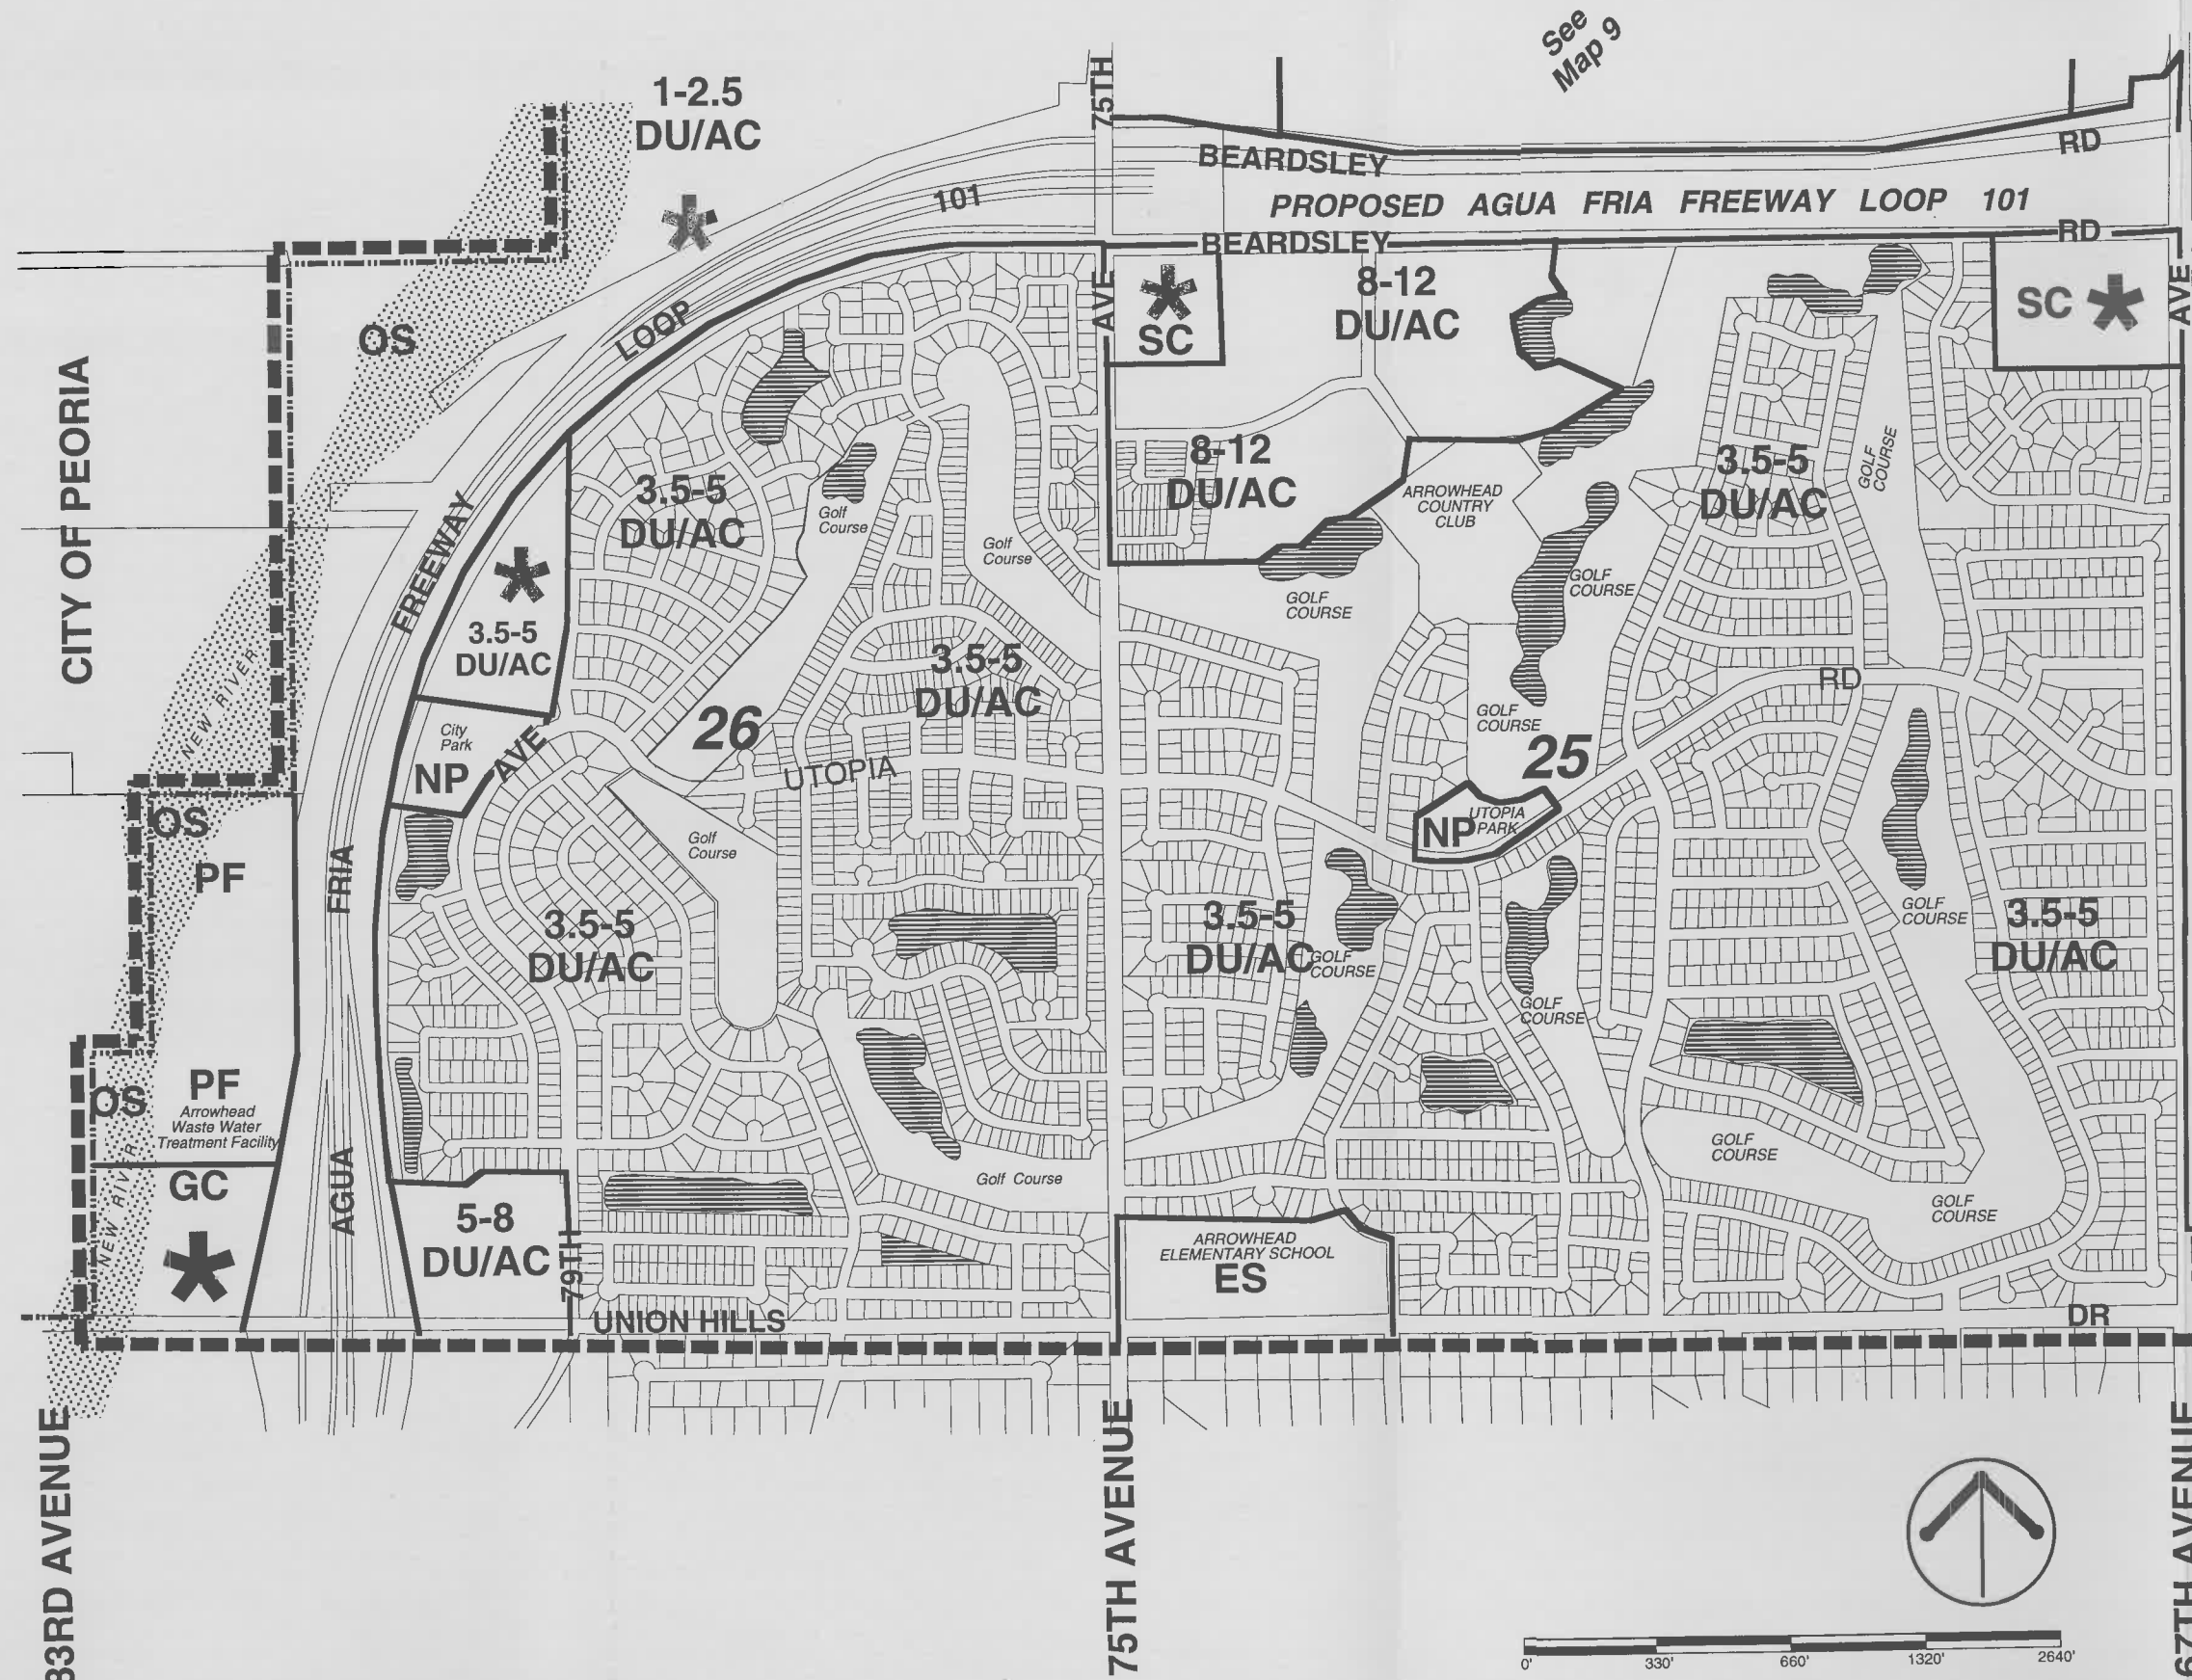 See
Map 9
1-2.5
DU/AC
75TH
BEARDSLEY
RD
101
PROPOSED AGUA FRIA FREEWAY LOOP 101
BEARDSLEY
RD
AVE
SC
8-12
DU/AC
SC
AVE
OS
LOOP
CITY OF PEORIA
3.5-5
DU/AC
Golf
Course
Golf
Course
8-12
DU/AC
ARROWHEAD
COUNTRY
CLUB
3.5-5
DU/AC
GOLF
COURSE
FREEWAY
3.5-5
DU/AC
GOLF
COURSE
GOLF
COURSE
NEW RIVER
3.5-5
DU/AC
RD
City
Park
NP
AVE
26
UTOPIA
GOLF
COURSE
25
UTOPIA
PARK
NP
OS
PF
FRIA
Golf
Course
3.5-5
DU/AC
3.5-5
DU/AC
GOLF
COURSE
GOLF
COURSE
GOLF
COURSE
3.5-5
DU/AC
OS
PF
Arrowhead
Waste Water
Treatment Facility
NEW RIVER
GC
AGUA
5-8
DU/AC
79TH
Golf Course
GOLF
COURSE
GOLF
COURSE
ARROWHEAD
ELEMENTARY SCHOOL
ES
UNION HILLS
DR
83RD AVENUE
75TH AVENUE
67TH AVENUE
0' 330' 660' 1320' 2640'